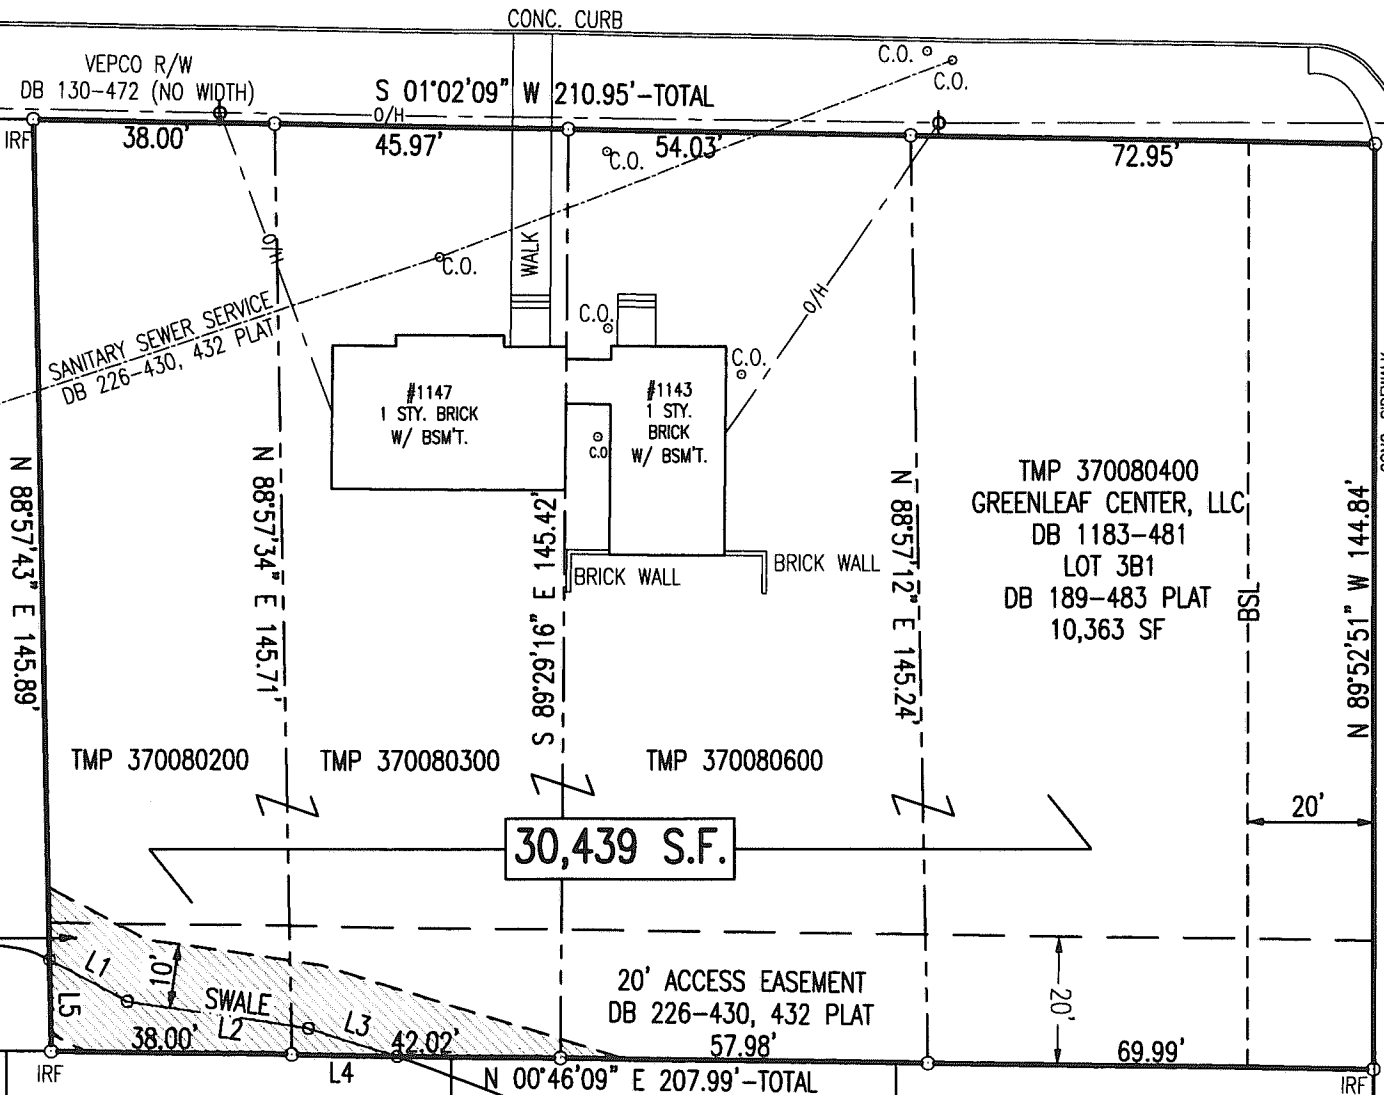 CONC. CURB
VEPCO R/W
DB 130-472 (NO WIDTH)
S 01°02'09" W 210.95'-TOTAL
C.O.
C.O.
O/H
IRF
38.00'
45.97'
54.03'
72.95'
C.O.
O/H
C.O.
WALK
O/H
SANITARY SEWER SERVICE
DB 226-430, 432 PLAT
C.O.
C.O.
#1147
1 STY. BRICK
W/ BSM'T.
#1143
1 STY.
BRICK
W/ BSM'T.
C.O.
N 88°57'43" E 145.89'
N 88°57'34" E 145.71'
S 89°29'16" E 145.42'
N 88°57'12" E 145.24'
N 89°52'51" W 144.84'
TMP 370080400
GREENLEAF CENTER, LLC
DB 1183-481
LOT 3B1
DB 189-483 PLAT
10,363 SF
BSL
BRICK WALL
BRICK WALL
TMP 370080200
TMP 370080300
TMP 370080600
20'
30,439 S.F.
L1
10'
L5
SWALE
L2
L3
20' ACCESS EASEMENT
DB 226-430, 432 PLAT
20'
38.00'
42.02'
57.98'
69.99'
IRF
L4
N 00°46'09" E 207.99'-TOTAL
IRF